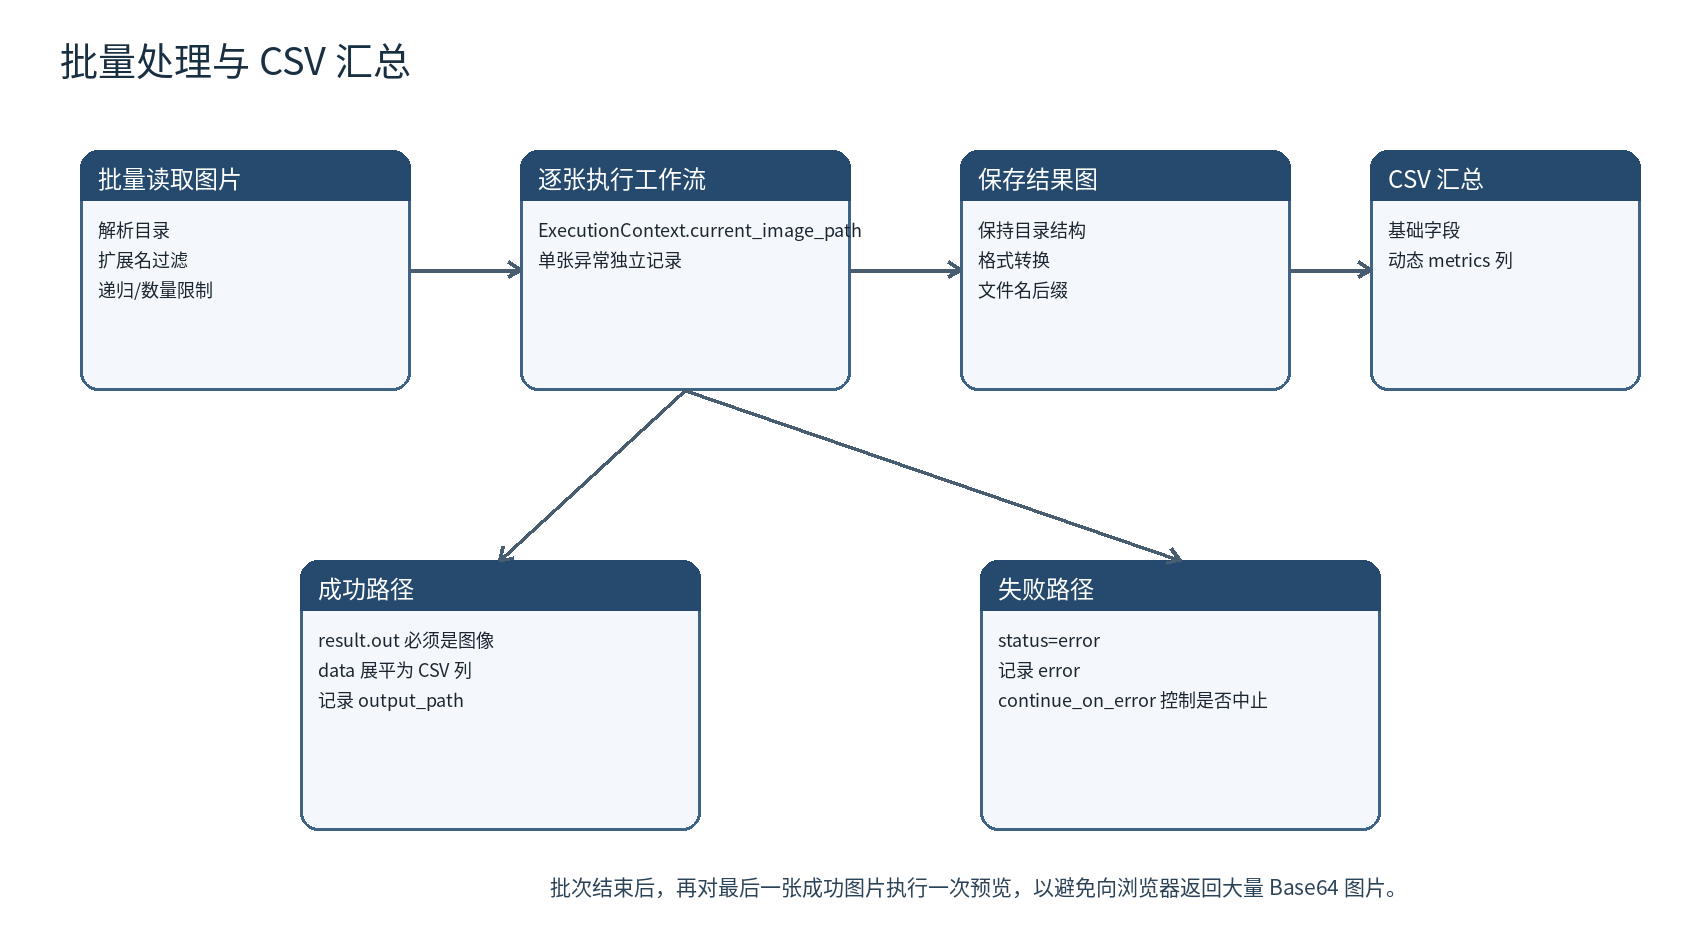 批量处理与 CSV 汇总
批量读取图片
解析目录
扩展名过滤
递归/数量限制
逐张执行工作流
ExecutionContext.current_image_path
单张异常独立记录
保存结果图
保持目录结构
格式转换
文件名后缀
CSV 汇总
基础字段
动态 metrics 列
成功路径
result.out 必须是图像
data 展平为 CSV 列
记录 output_path
失败路径
status=error
记录 error
continue_on_error 控制是否中止
批次结束后，再对最后一张成功图片执行一次预览，以避免向浏览器返回大量 Base64 图片。